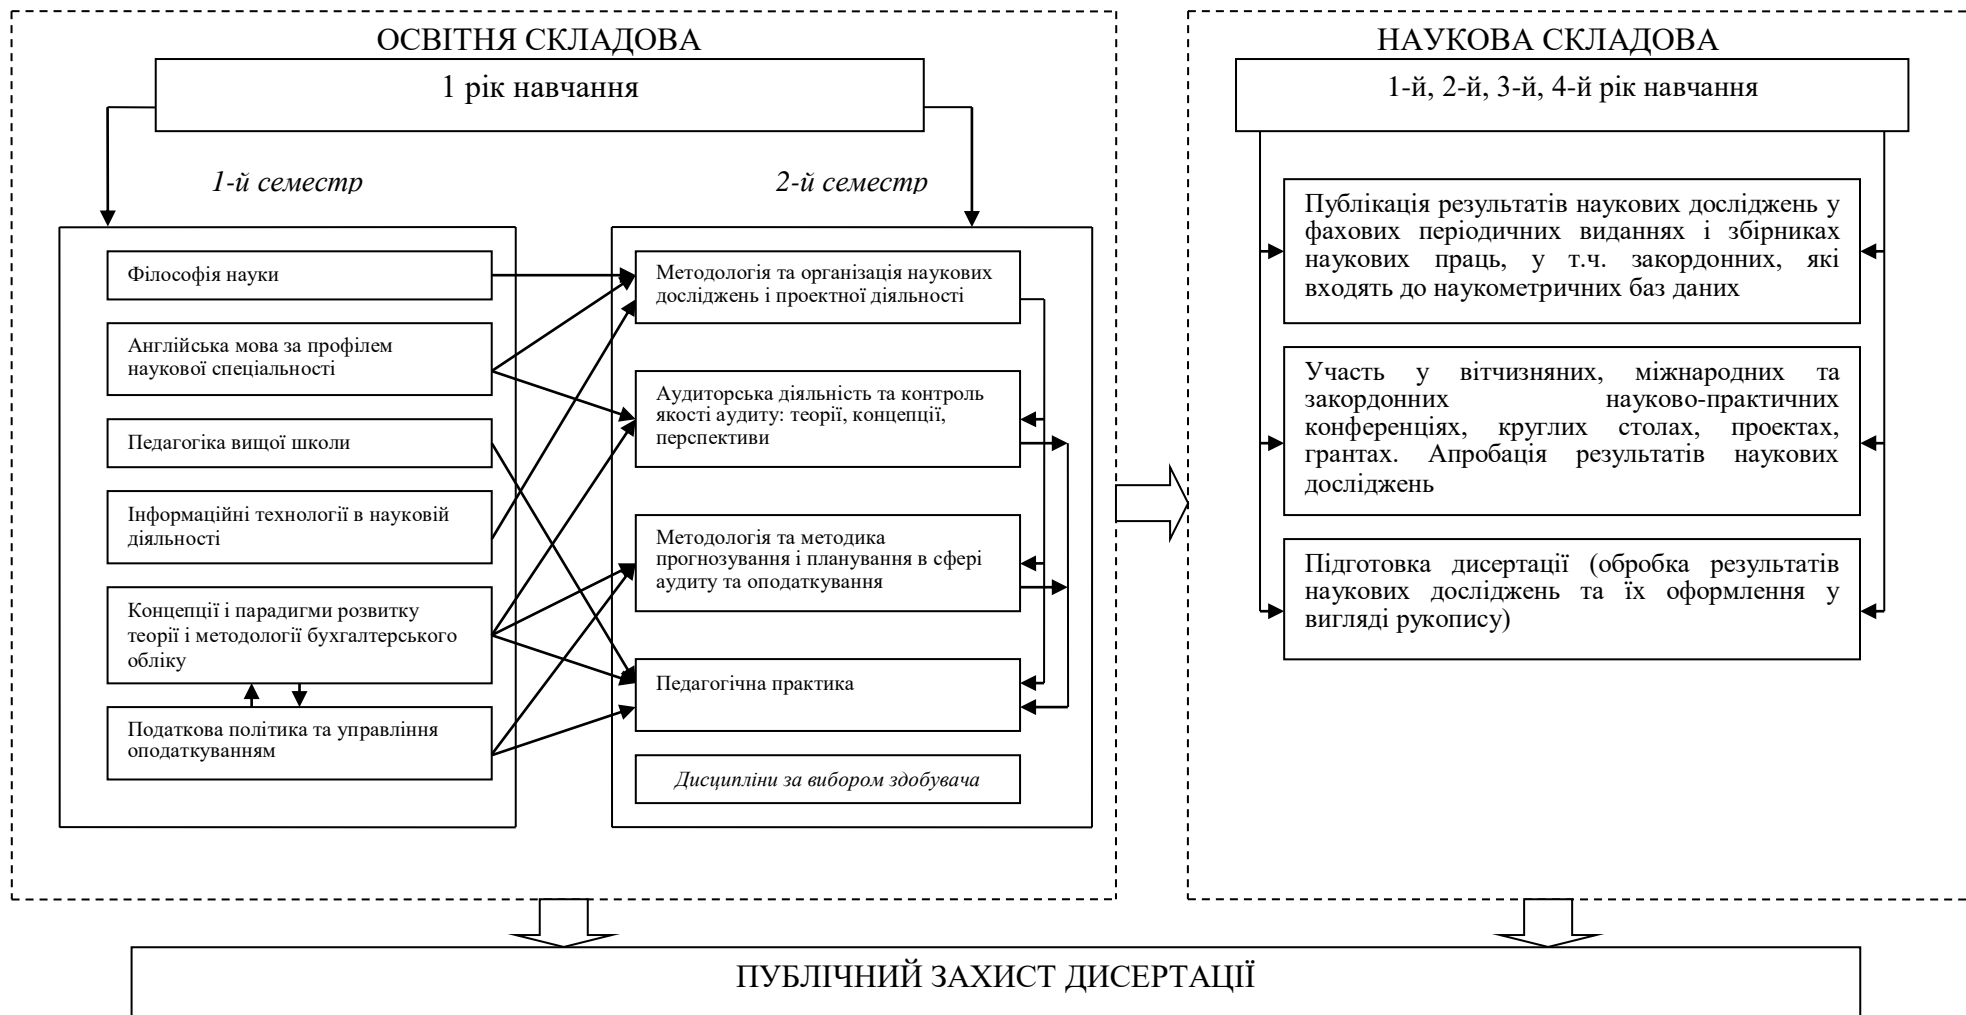 ОСВІТНЯ СКЛАДОВА
1 рік навчання
1-й семестр
2-й семестр
Філософія науки
Англійська мова за профілем
наукової спеціальності
Педагогіка вищої школи
Інформаційні технології в науковій
діяльності
Концепції і парадигми розвитку
теорії і методології бухгалтерського
обліку
Податкова політика та управління
оподаткуванням
Методологія та організація наукових
досліджень і проектної діяльності
Аудиторська діяльність та контроль
якості аудиту: теорії, концепції,
перспективи
Методологія та методика
прогнозування і планування в сфері
аудиту та оподаткування
Педагогічна практика
Дисципліни за вибором здобувача
НАУКОВА СКЛАДОВА
1-й, 2-й, 3-й, 4-й рік навчання
Публікація результатів наукових досліджень у
фахових періодичних виданнях і збірниках
наукових праць, у т.ч. закордонних, які
входять до наукометричних баз даних
Участь у вітчизняних, міжнародних та
закордонних науково-практичних
конференціях, круглих столах, проектах,
грантах. Апробація результатів наукових
досліджень
Підготовка дисертації (обробка результатів
наукових досліджень та їх оформлення у
вигляді рукопису)
ПУБЛІЧНИЙ ЗАХИСТ ДИСЕРТАЦІЇ